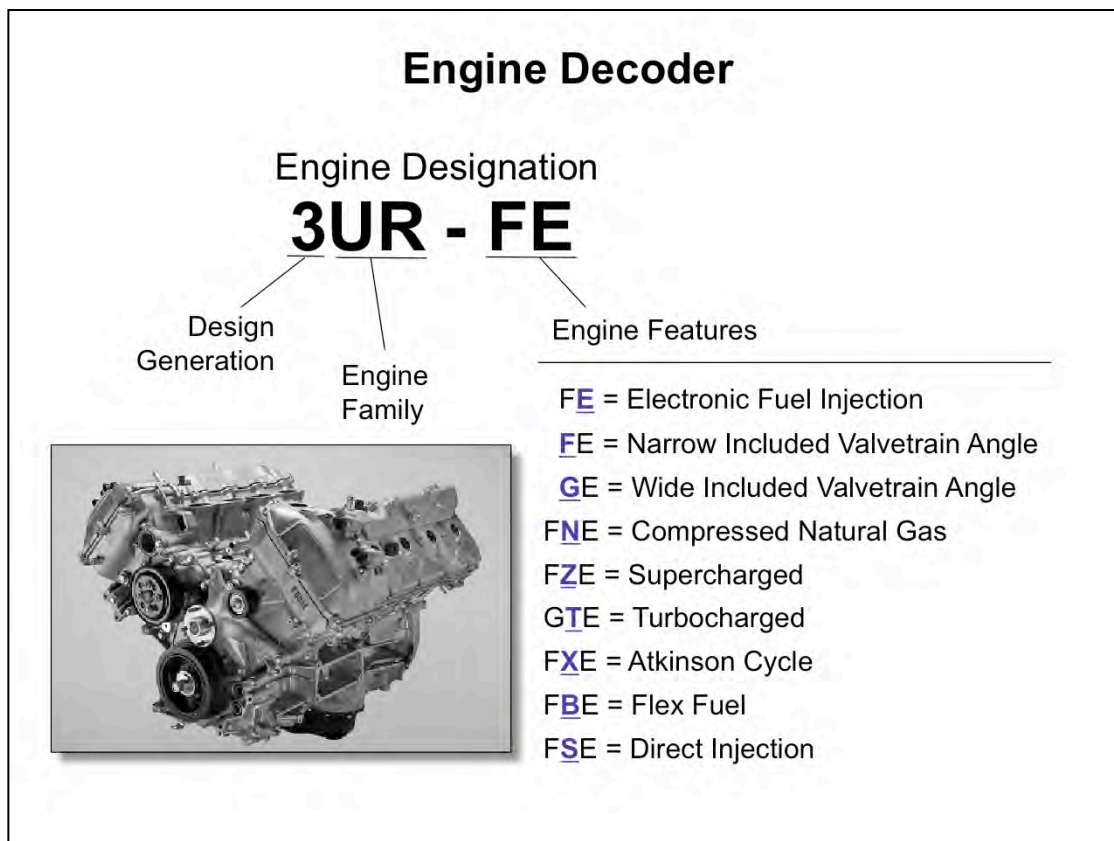 Engine Decoder
Engine Designation
3UR - FE
Design
Generation
Engine
Family
Engine Features
FE = Electronic Fuel Injection
FE = Narrow Included Valvetrain Angle
GE = Wide Included Valvetrain Angle
FNE = Compressed Natural Gas
FZE = Supercharged
GTE = Turbocharged
FXE = Atkinson Cycle
FBE = Flex Fuel
FSE = Direct Injection